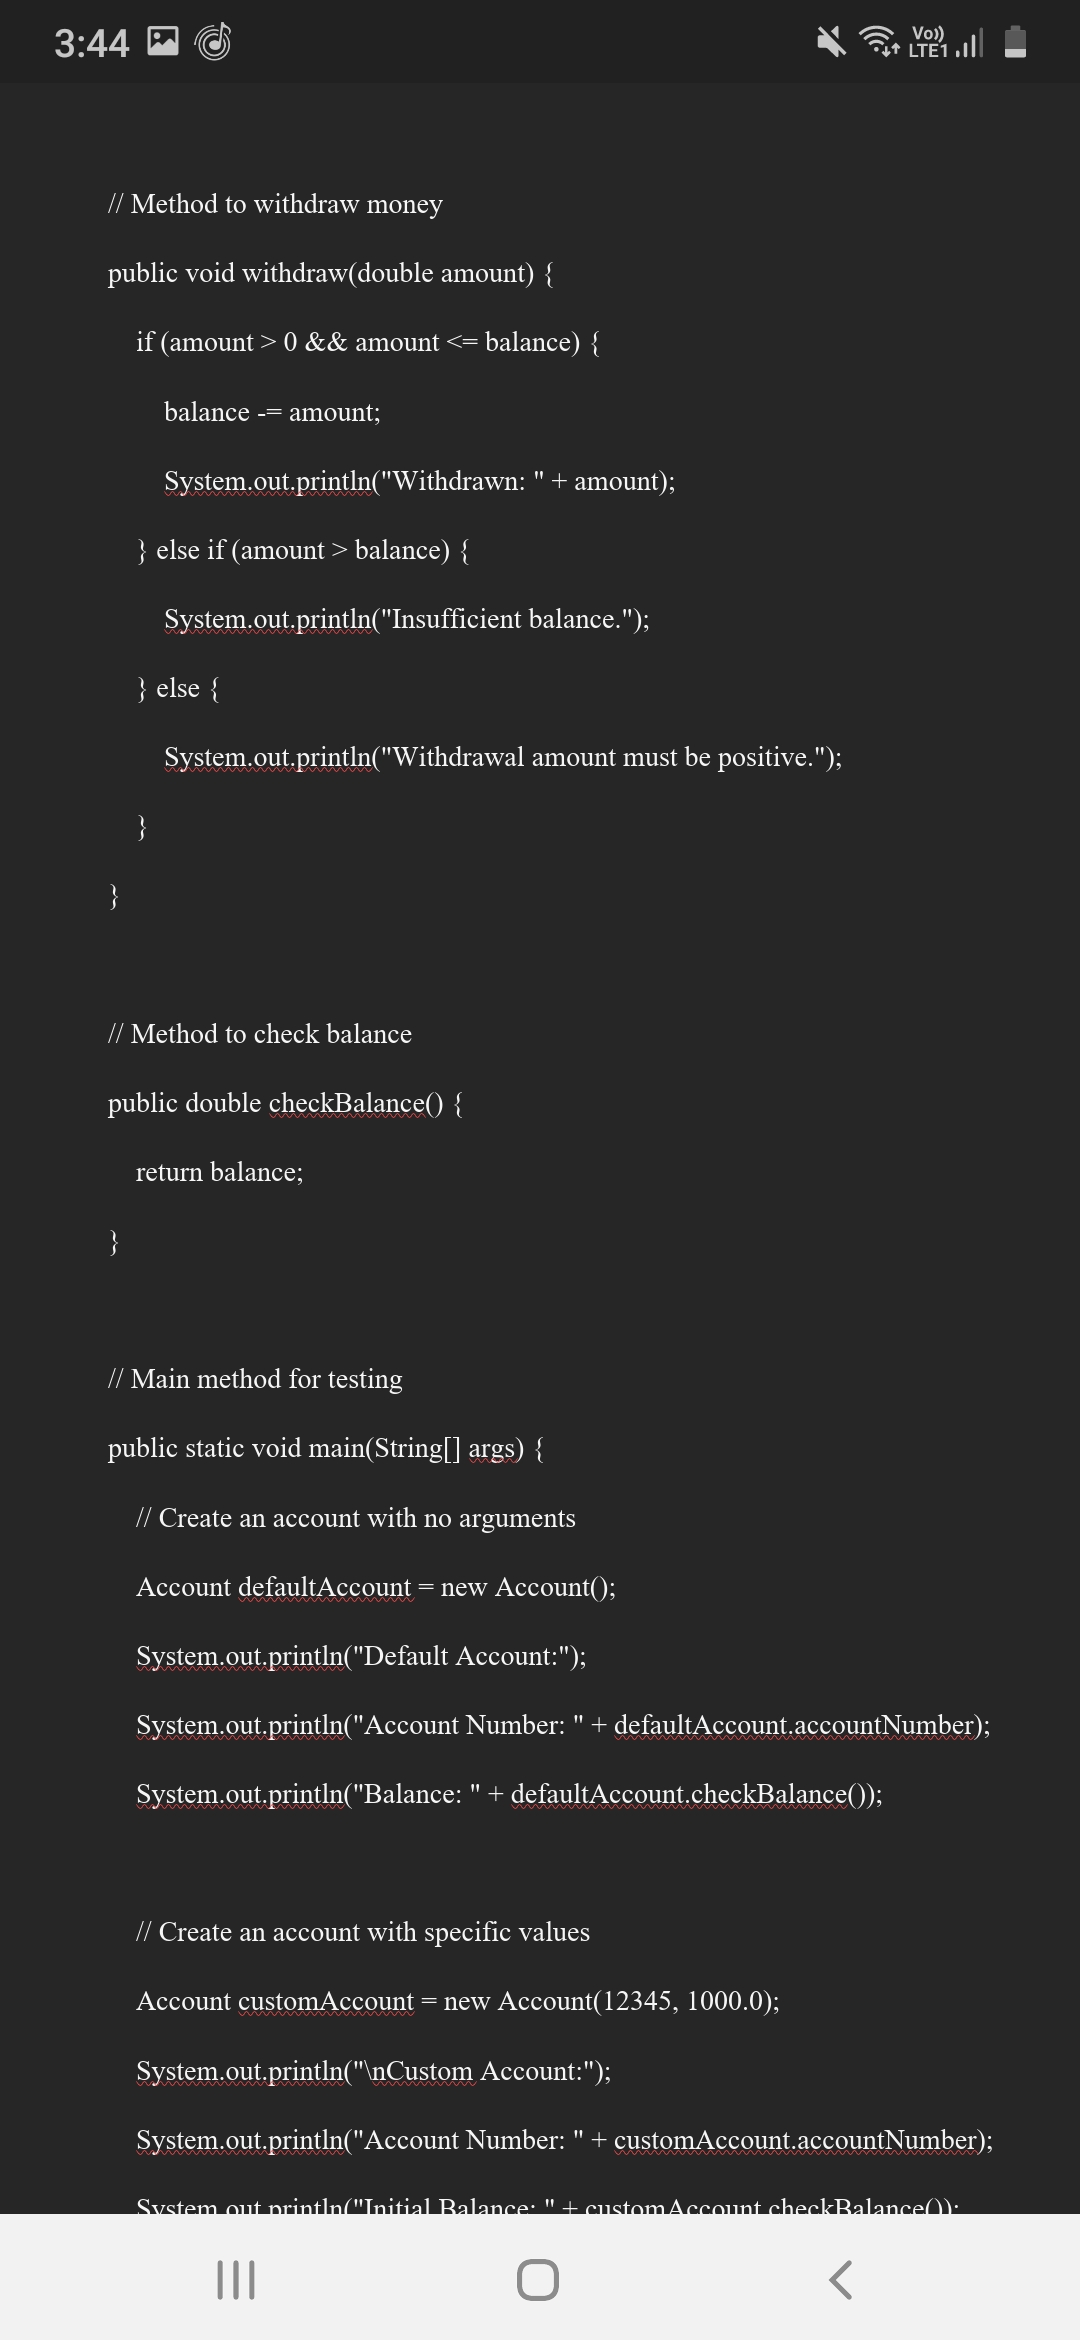 3:44
Vo)) LTE1
// Method to withdraw money
public void withdraw(double amount) {
if (amount > 0 && amount <= balance) {
balance -= amount;
System.out.println("Withdrawn: " + amount);
} else if (amount > balance) {
System.out.println("Insufficient balance.");
} else {
System.out.println("Withdrawal amount must be positive.");
}
}
// Method to check balance
public double checkBalance() {
return balance;
}
// Main method for testing
public static void main(String[] args) {
// Create an account with no arguments
Account defaultAccount = new Account();
System.out.println("Default Account:");
System.out.println("Account Number: " + defaultAccount.accountNumber);
System.out.println("Balance: " + defaultAccount.checkBalance());
// Create an account with specific values
Account customAccount = new Account(12345, 1000.0);
System.out.println("\nCustom Account:");
System.out.println("Account Number: " + customAccount.accountNumber);
System.out.println("Initial Balance: " + customAccount.checkBalance());